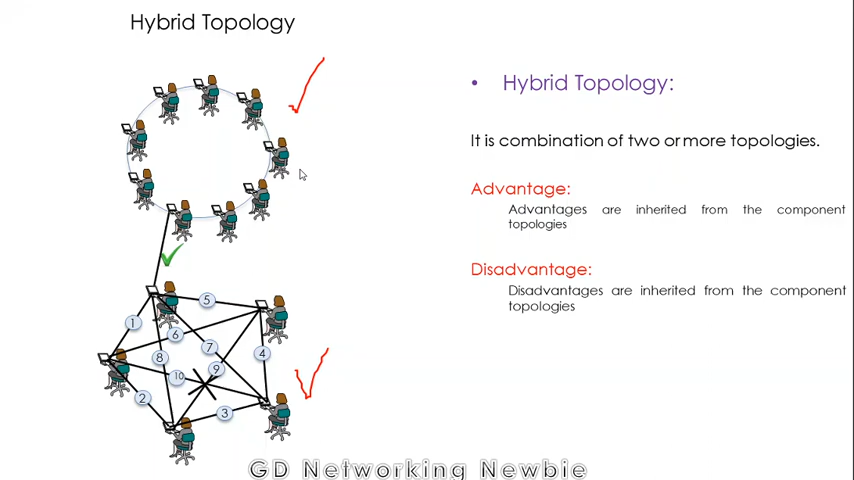 Hybrid Topology
• Hybrid Topology:
It is combination of two or more topologies.
Advantage:
Advantages are inherited from the component
topologies
Disadvantage:
Disadvantages are inherited from the component
topologies
5
1
6
7
8
4
9
10
2
3
GD Networking Newbie